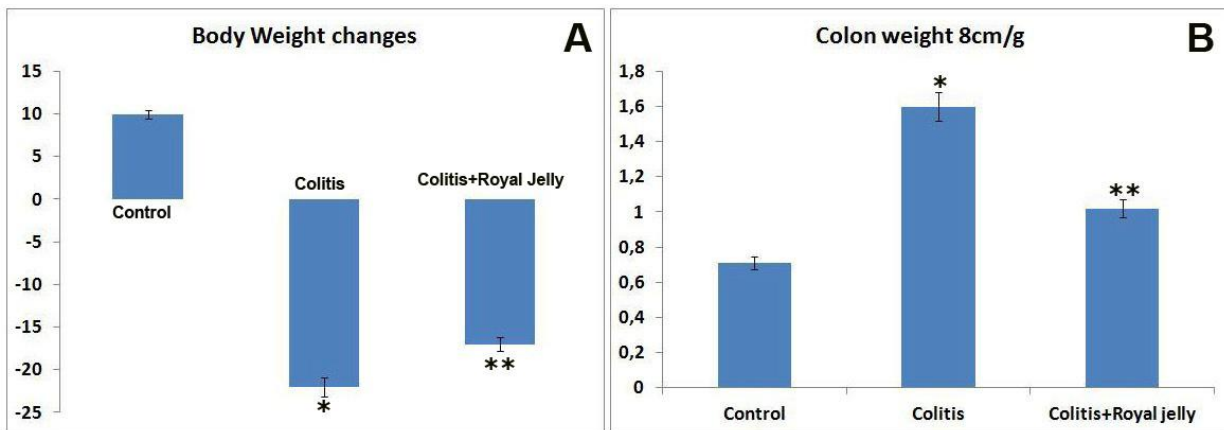 Body Weight changes
A
15
10
5
0
-5
-10
-15
-20
-25
Control
Colitis
Colitis+Royal Jelly
*
**
Colon weight 8cm/g
B
1,8
1,6
1,4
1,2
1
0,8
0,6
0,4
0,2
0
*
**
Control
Colitis
Colitis+Royal jelly